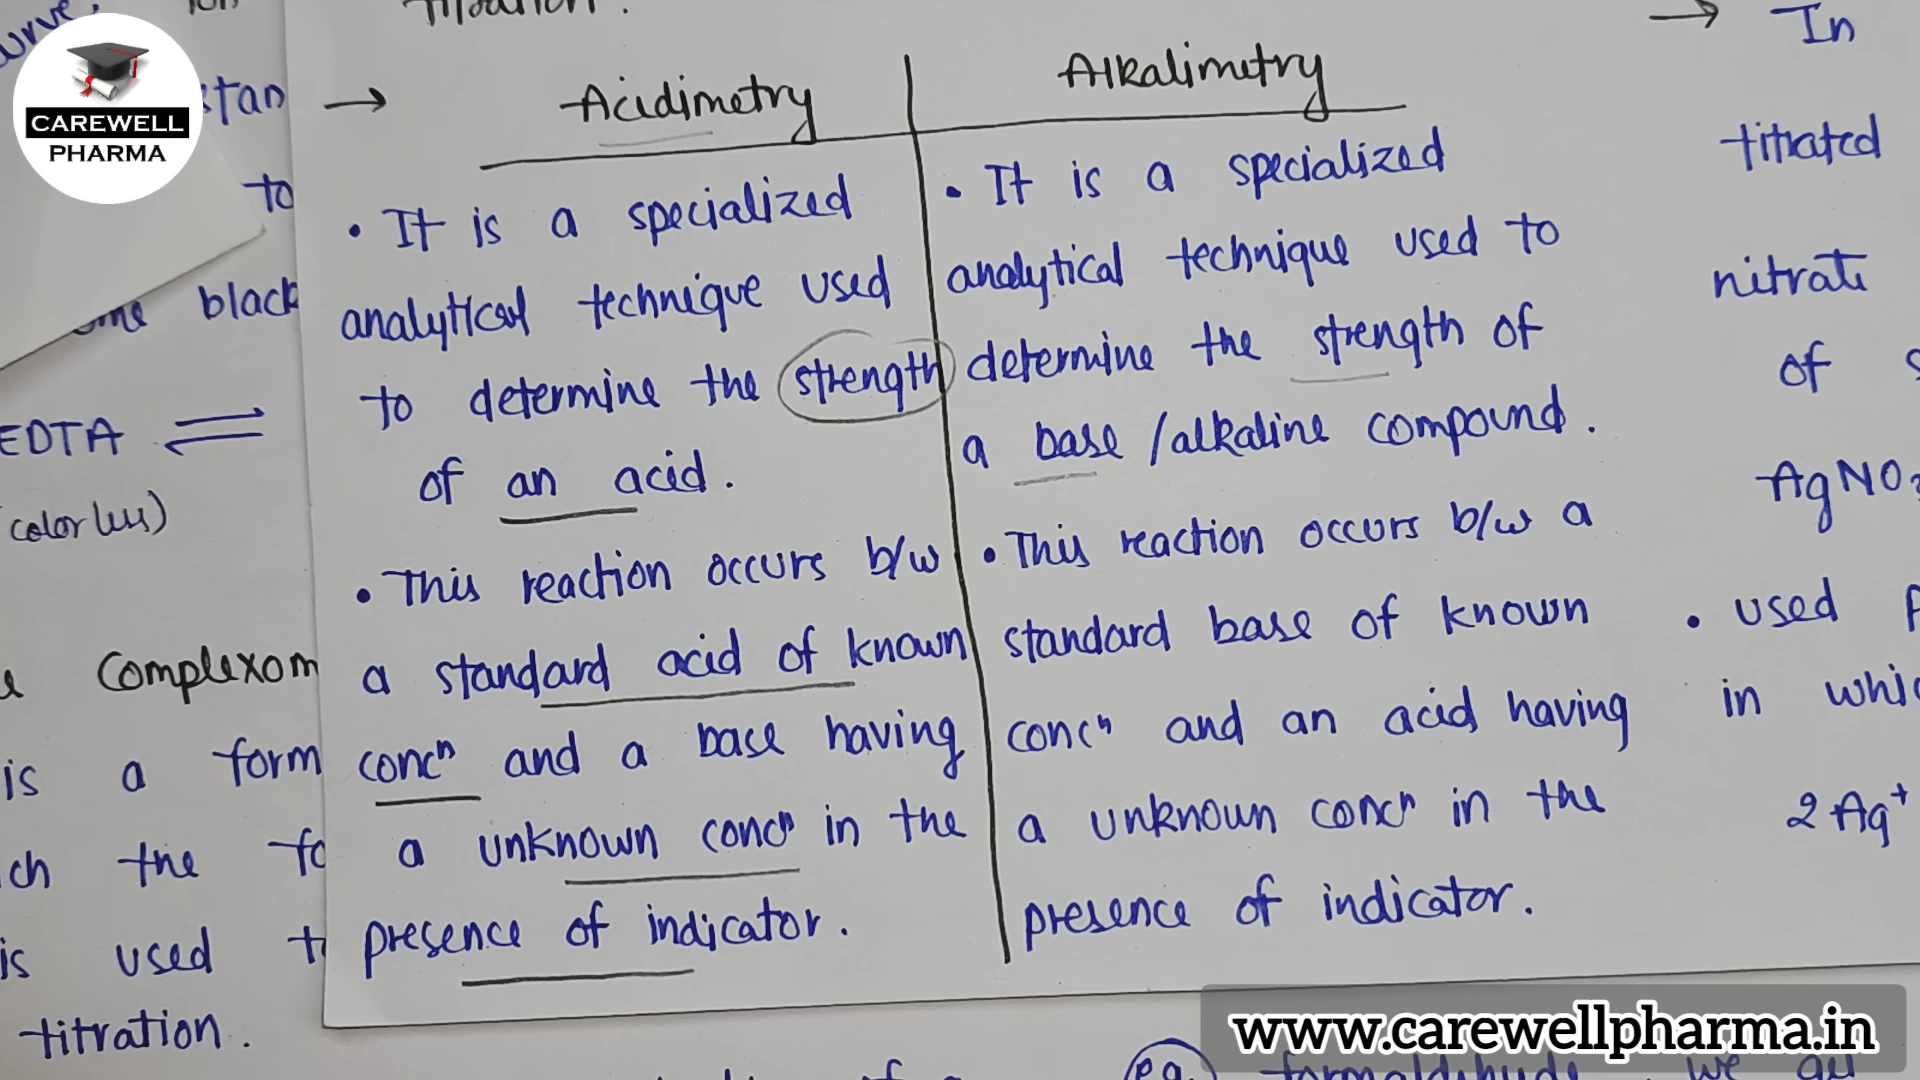 CAREWELL
PHARMA
to
black
EDTA ⇌
Complexom
is a form
ch the
is used
titration.
→ Acidimetry
• It is a specialized
analytical technique used
to determine the strength
of an acid.
• This reaction occurs b/w
a standard acid of known
concⁿ and a base having
a unknown concⁿ in the
presence of indicator.
Alkalimetry
• It is a specialized
analytical technique used to
determine the strength of
a base/alkaline compound.
• This reaction occurs b/w a
standard base of known
concⁿ and an acid having
a unknown concⁿ in the
presence of indicator.
→ In
titrated
of
• used
in
2Ag⁺
www.carewellpharma.in